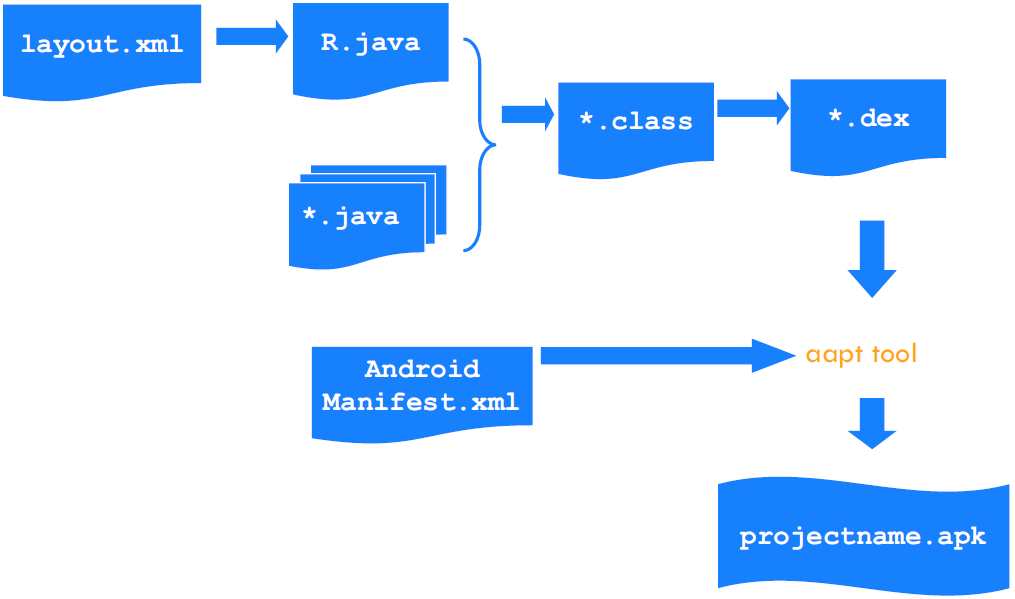 layout.xml
R.java
*.class
*.dex
*.java
aapt tool
Android
Manifest.xml
projectname.apk